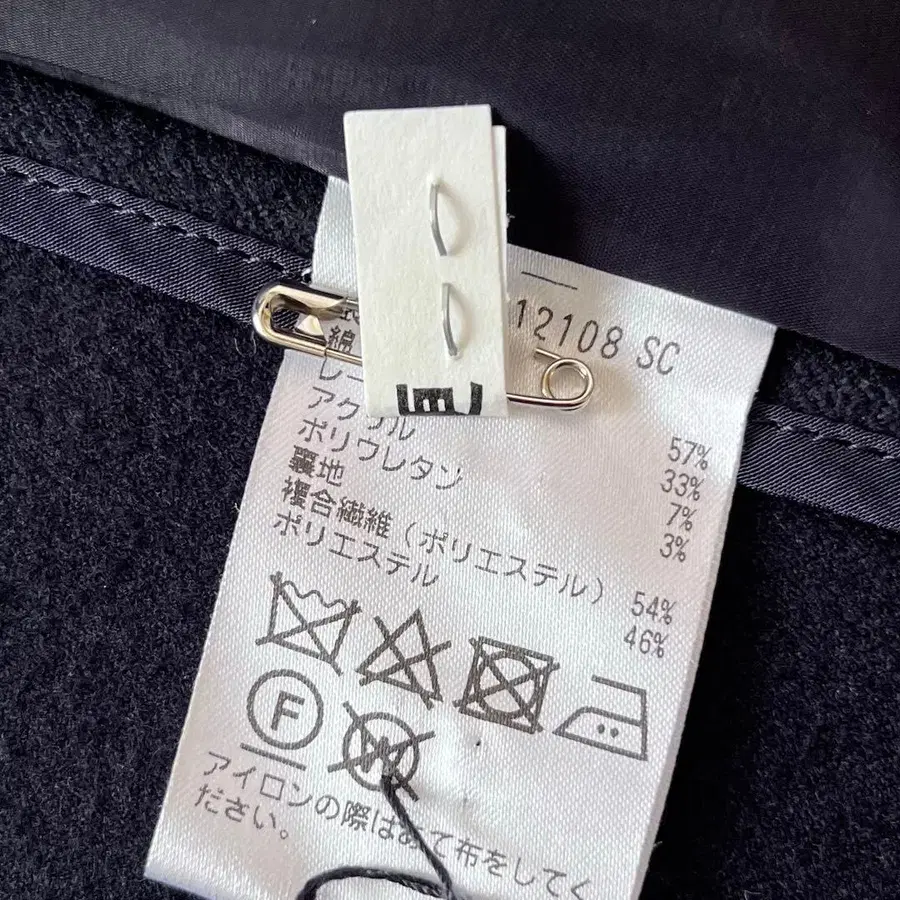 12108 SC
綿 57%
レー 33%
アクリル 7%
ポリウレタン 3%
裏地
複合繊維（ポリエステル） 54%
ポリエステル 46%
F
W
アイロンの際はあて布をしてく
ださい。